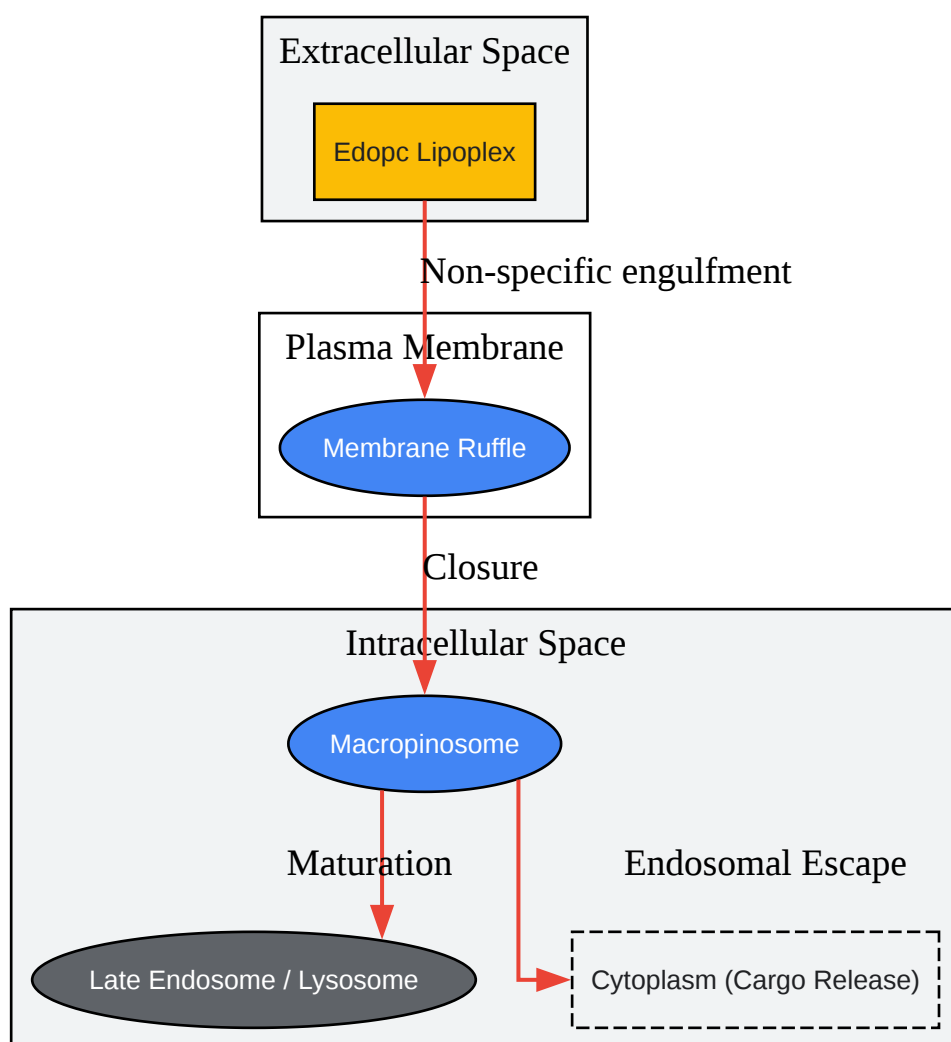 Extracellular Space
Edopc Lipoplex
Non-specific engulfment
Plasma Membrane
Membrane Ruffle
Closure
Intracellular Space
Macropinosome
Maturation
Endosomal Escape
Late Endosome / Lysosome
Cytoplasm (Cargo Release)